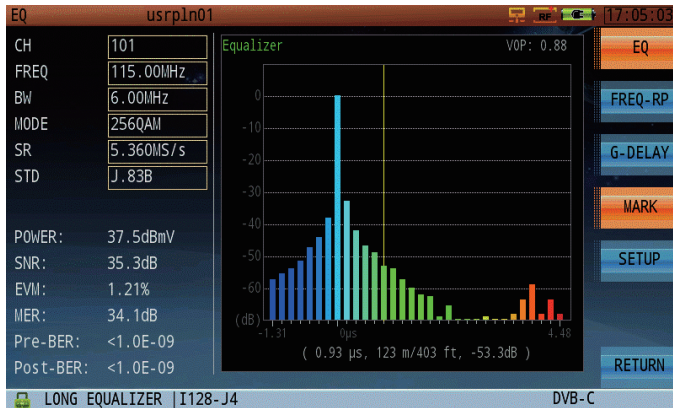 EQ usrpln01 RF 17:05:03
CH 101
FREQ 115.00MHz
BW 6.00MHz
MODE 256QAM
SR 5.360MS/s
STD J.83B
POWER: 37.5dBmV
SNR: 35.3dB
EVM: 1.21%
MER: 34.1dB
Pre-BER: <1.0E-09
Post-BER: <1.0E-09
Equalizer VOP: 0.88
0
-10
-20
-30
-40
-50
-60
(dB)
-1.31 0µs 4.48
( 0.93 µs, 123 m/403 ft, -53.3dB )
EQ
FREQ-RP
G-DELAY
MARK
SETUP
RETURN
LONG EQUALIZER |I128-J4 DVB-C